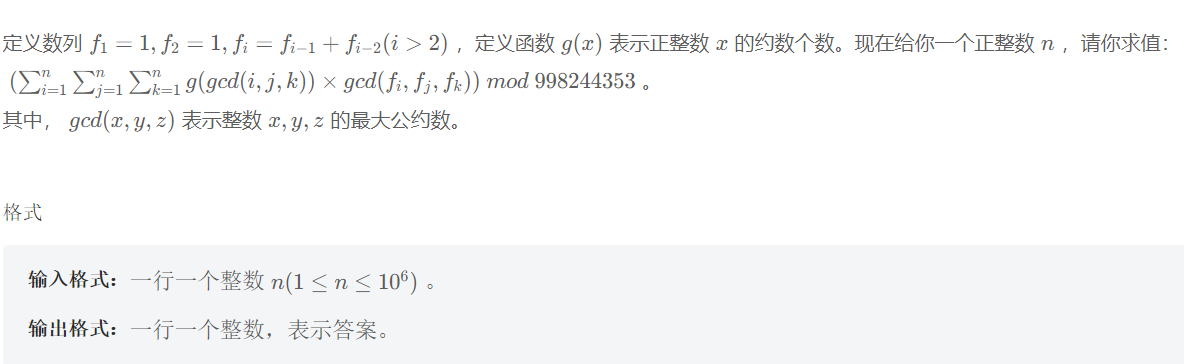 定义数列 $f_1 = 1, f_2 = 1, f_i = f_{i-1} + f_{i-2}(i > 2)$ ，定义函数 $g(x)$ 表示正整数 $x$ 的约数个数。现在给你一个正整数 $n$ ，请你求值：
$(\sum_{i=1}^{n} \sum_{j=1}^{n} \sum_{k=1}^{n} g(gcd(i,j,k)) \times gcd(f_i, f_j, f_k)) \ mod \ 998244353$ 。
其中， $gcd(x,y,z)$ 表示整数 $x,y,z$ 的最大公约数。
格式
输入格式：一行一个整数 $n(1 \leq n \leq 10^6)$ 。
输出格式：一行一个整数，表示答案。